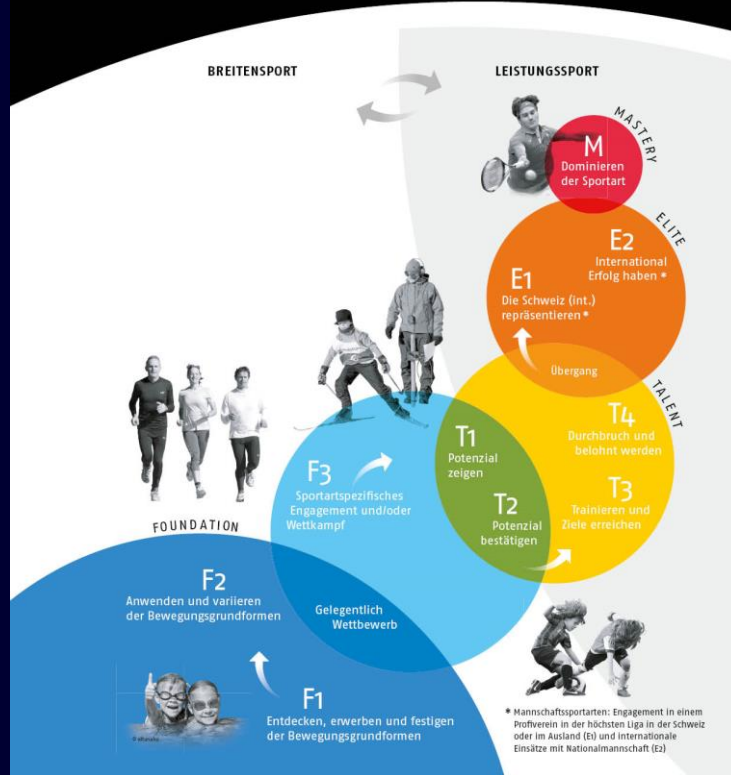 BREITENSPORT
LEISTUNGSSPORT
MASTERY
M
Dominieren
der Sportart
ELITE
E2
International
Erfolg haben *
E1
Die Schweiz (int.)
repräsentieren *
Übergang
TALENT
T4
Durchbruch und
belohnt werden
T1
Potenzial
zeigen
T3
Trainieren und
Ziele erreichen
T2
Potenzial
bestätigen
F3
Sportartspezifisches
Engagement und/oder
Wettkampf
FOUNDATION
F2
Anwenden und variieren
der Bewegungsgrundformen
Gelegentlich
Wettbewerb
F1
Entdecken, erwerben und festigen
der Bewegungsgrundformen
* Mannschaftssportarten: Engagement in einem
Profiverein in der höchsten Liga in der Schweiz
oder im Ausland (E1) und internationale
Einsätze mit Nationalmannschaft (E2)